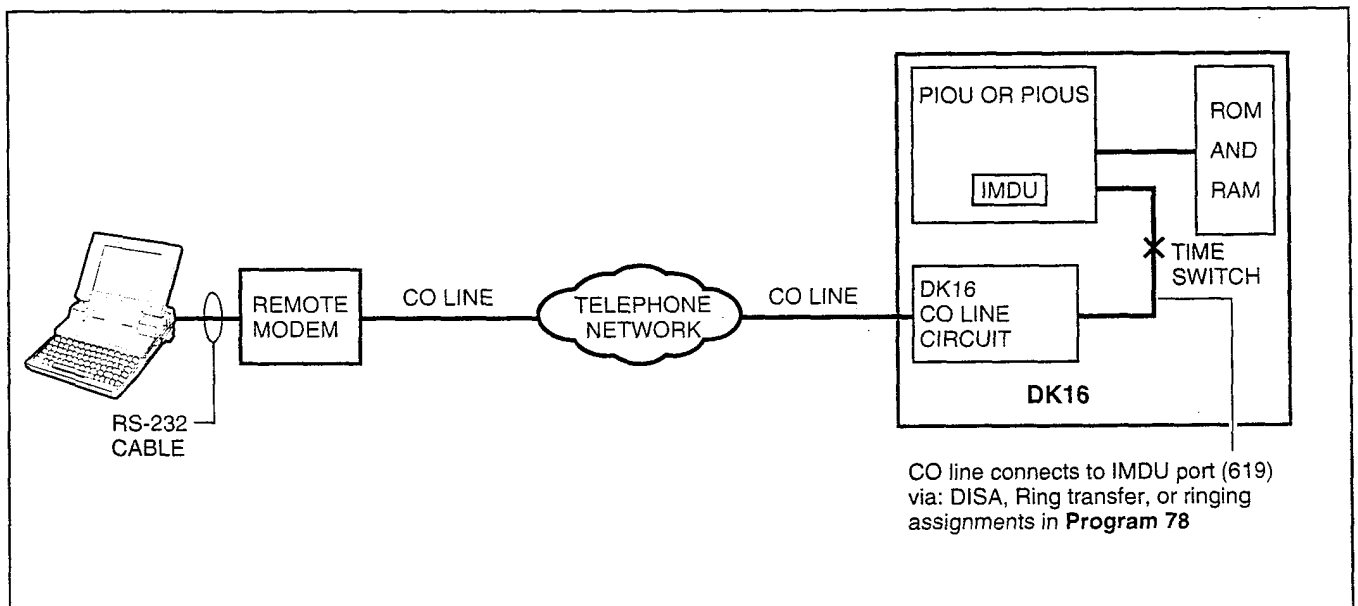 PIOU OR PIOUS
IMDU
ROM
AND
RAM
TIME
SWITCH
REMOTE
MODEM
CO LINE
TELEPHONE
NETWORK
CO LINE
DK16
CO LINE
CIRCUIT
DK16
RS-232
CABLE
CO line connects to IMDU port (619)
via: DISA, Ring transfer, or ringing
assignments in Program 78